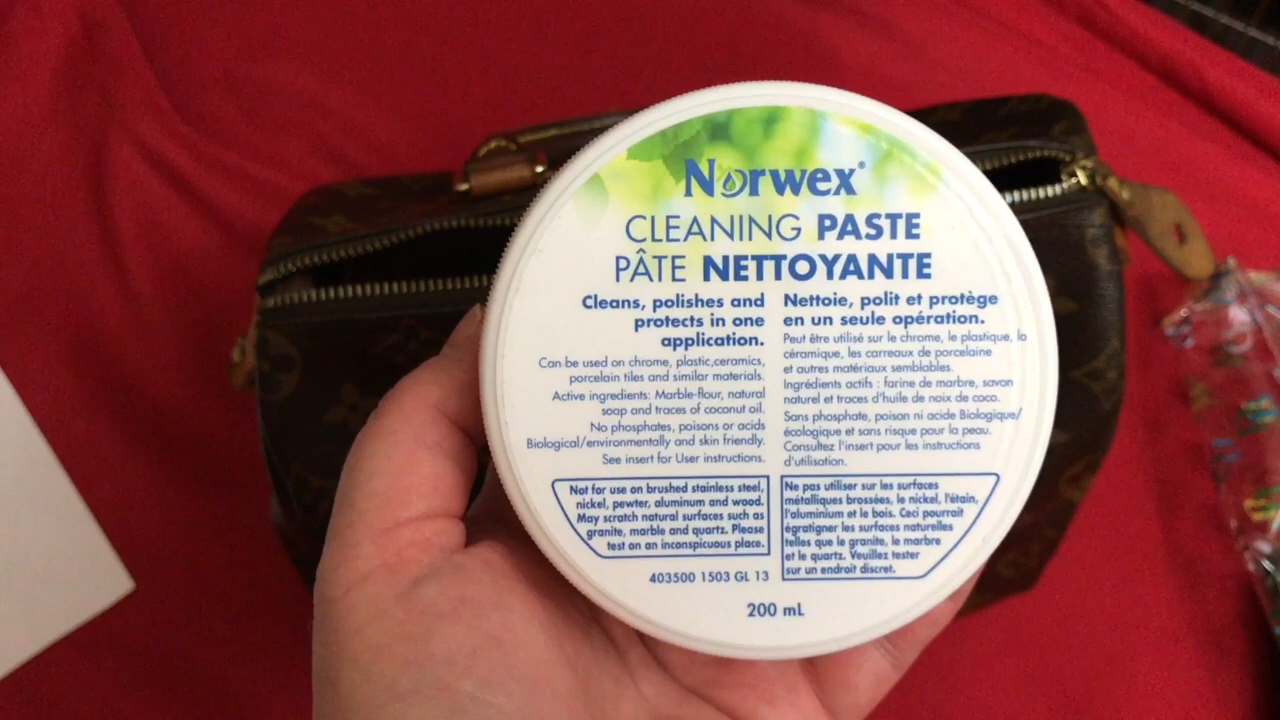 Norwex®
CLEANING PASTE
PÂTE NETTOYANTE
Cleans, polishes and
protects in one
application.
Can be used on chrome, plastic,ceramics,
porcelain tiles and similar materials.
Active ingredients: Marble-flour, natural
soap and traces of coconut oil.
No phosphates, poisons or acids
Biological/environmentally and skin friendly.
See insert for User instructions.
Nettoie, polit et protège
en un seule opération.
Peut être utilisé sur le chrome, le plastique, la
céramique, les carreaux de porcelaine
et autres matériaux semblables.
Ingrédients actifs : farine de marbre, savon
naturel et traces d'huile de noix de coco.
Sans phosphate, poison ni acide Biologique/
écologique et sans risque pour la peau.
Consultez l'insert pour les instructions
d'utilisation.
Not for use on brushed stainless steel,
nickel, pewter, aluminum and wood.
May scratch natural surfaces such as
granite, marble and quartz. Please
test on an inconspicuous place.
Ne pas utiliser sur les surfaces
métalliques brossées, le nickel, l'étain,
l'aluminium et le bois. Ceci pourrait
égratigner les surfaces naturelles
telles que le granite, le marbre
et le quartz. Veuillez tester
sur un endroit discret.
403500 1503 GL 13
200 mL